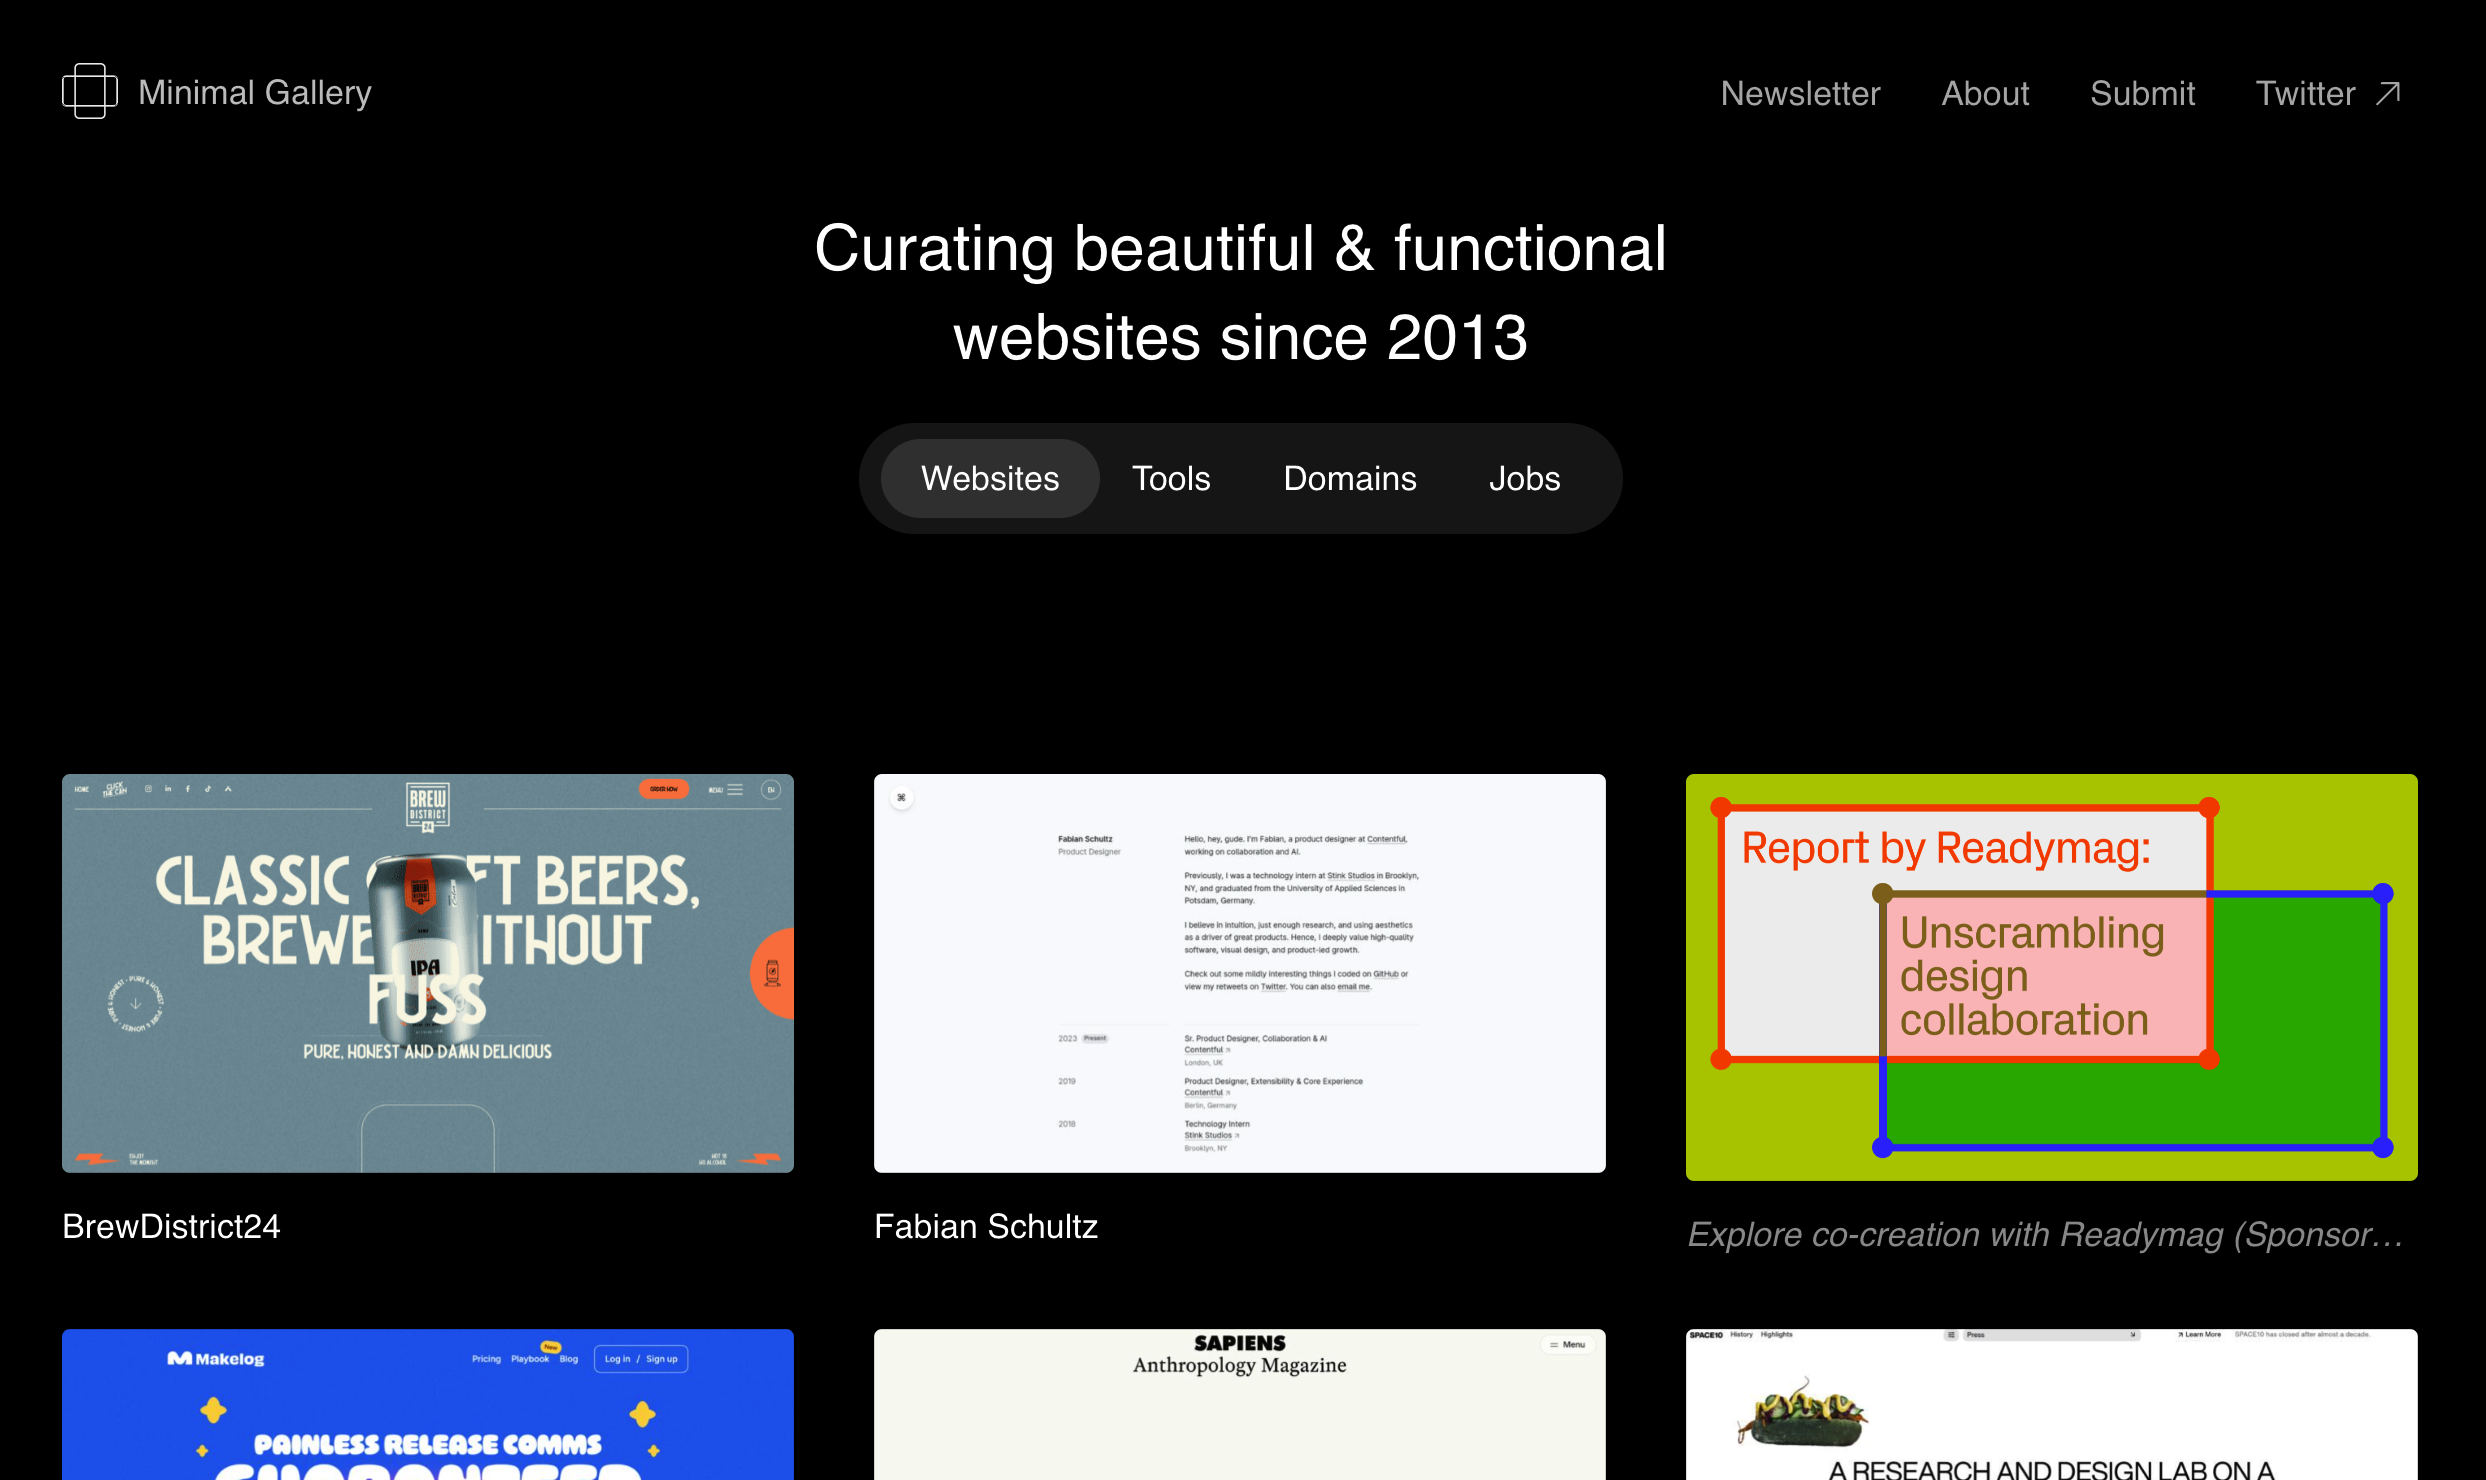 Minimal Gallery
Newsletter
About
Submit
Twitter
Curating beautiful & functional
websites since 2013
Websites
Tools
Domains
Jobs
HOME
CLICK
THE CAN
BREW
DISTRICT
24
ORDER NOW
MENU
EN
CLASSIC
FT BEERS,
BREWE
ITHOUT
IPA
FUSS
PURE, HONEST AND DAMN DELICIOUS
ENJOY
THE MOMENT
BrewDistrict24
Fabian Schultz
Product Designer
Hello, hey, gude. I'm Fabian, a product designer at Contentful,
working on collaboration and AI.
Previously, I was a technology intern at Stink Studios in Brooklyn,
NY, and graduated from the University of Applied Sciences in
Potsdam, Germany.
I believe in intuition, just enough research, and using aesthetics
as a driver of great products. Hence, I deeply value high-quality
software, visual design, and product-led growth.
Check out some mildly interesting things I coded on GitHub or
view my retweets on Twitter. You can also email me.
2023 Present
Sr. Product Designer, Collaboration & AI
Contentful
London, UK
2019
Product Designer, Extensibility & Core Experience
Contentful
Berlin, Germany
2018
Technology Intern
Stink Studios
Brooklyn, NY
Fabian Schultz
Report by Readymag:
Unscrambling
design
collaboration
Explore co-creation with Readymag (Sponsor…
Makelog
Pricing
Playbook
New
Blog
Log in / Sign up
PAINLESS RELEASE COMMS
GUARANTEED
SAPIENS
Anthropology Magazine
Menu
SPACE10
History
Highlights
Press
Learn More
SPACE10 has closed after almost a decade.
A RESEARCH AND DESIGN LAB ON A